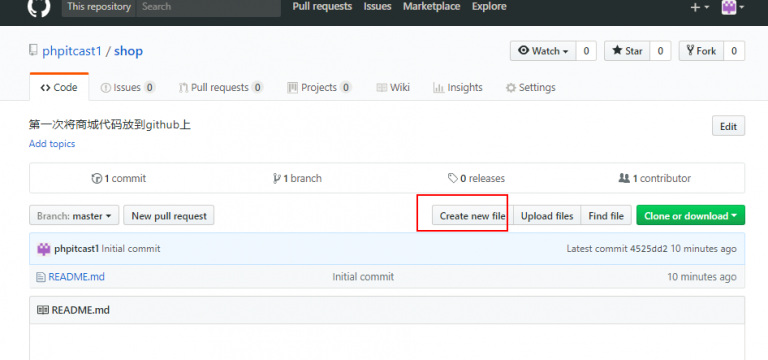 This repository Search Pull requests Issues Marketplace Explore
phpitcast1 / shop Watch 0 Star 0 Fork 0
Code Issues 0 Pull requests 0 Projects 0 Wiki Insights Settings
第一次将商城代码放到github上 Edit
Add topics
1 commit 1 branch 0 releases 1 contributor
Branch: master New pull request Create new file Upload files Find file Clone or download
phpitcast1 Initial commit Latest commit 4525dd2 10 minutes ago
README.md Initial commit 10 minutes ago
README.md